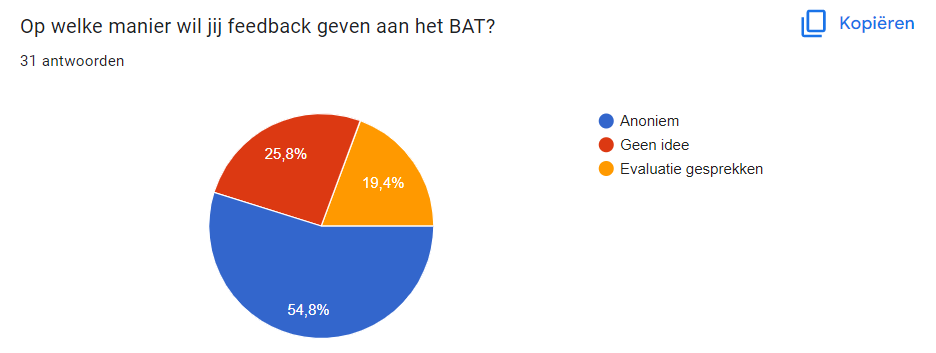 Op welke manier wil jij feedback geven aan het BAT?
Kopiëren
31 antwoorden
Anoniem
Geen idee
Evaluatie gesprekken
25,8%
19,4%
54,8%